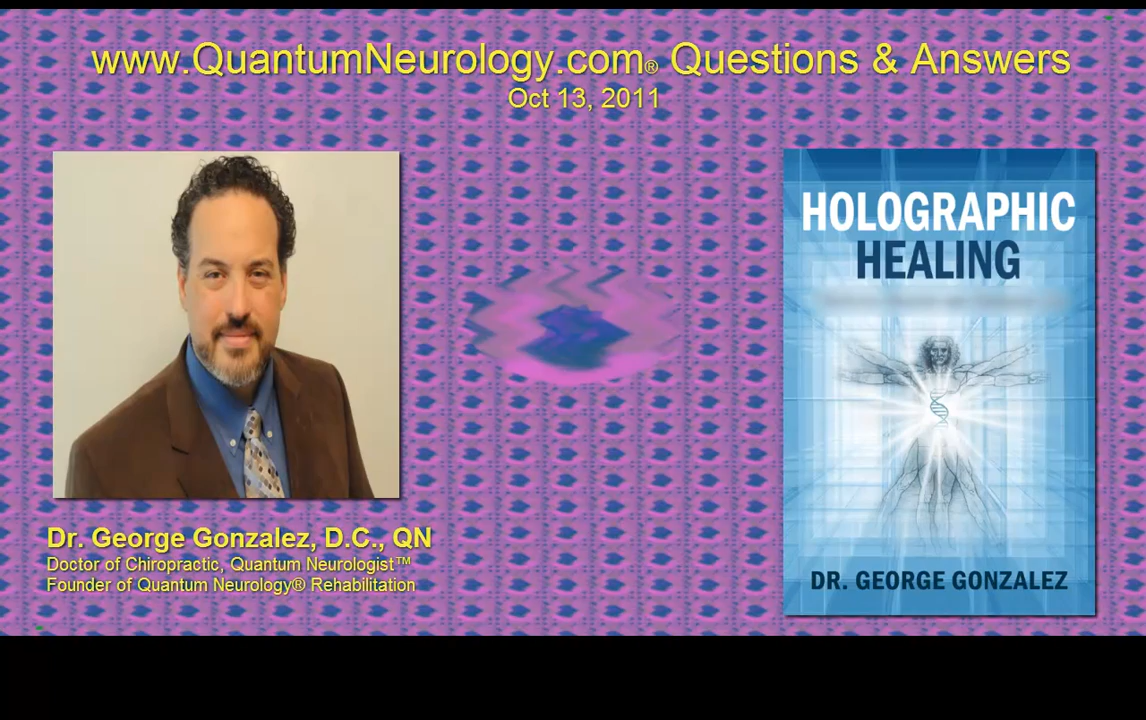 www.QuantumNeurology.com® Questions & Answers
Oct 13, 2011
HOLOGRAPHIC
HEALING
DR. GEORGE GONZALEZ
Dr. George Gonzalez, D.C., QN
Doctor of Chiropractic, Quantum Neurologist™
Founder of Quantum Neurology® Rehabilitation